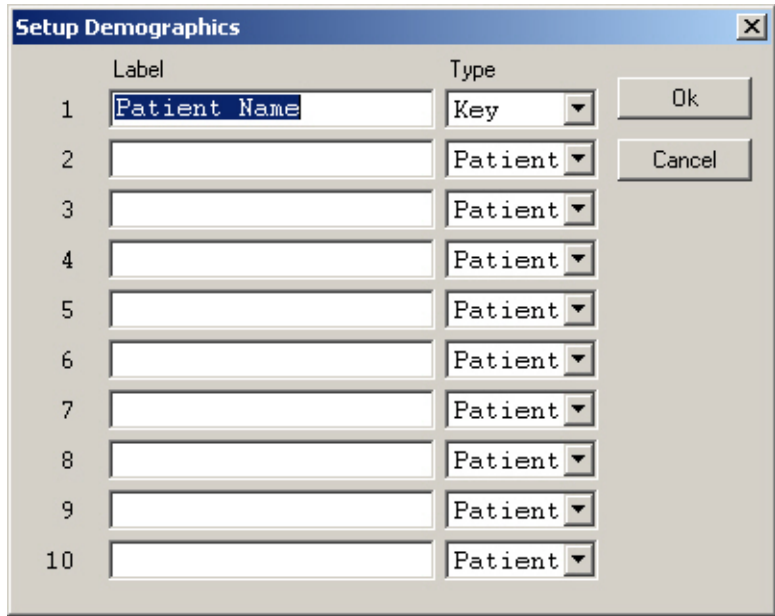 Setup Demographics
Label Type
1 Patient Name Key Ok
2 Patient Cancel
3 Patient
4 Patient
5 Patient
6 Patient
7 Patient
8 Patient
9 Patient
10 Patient